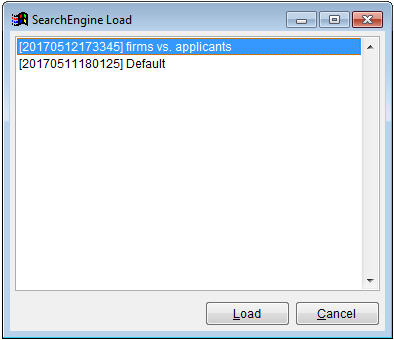 SearchEngine Load
[20170512173345] firms vs. applicants
[20170511180125] Default
Load
Cancel